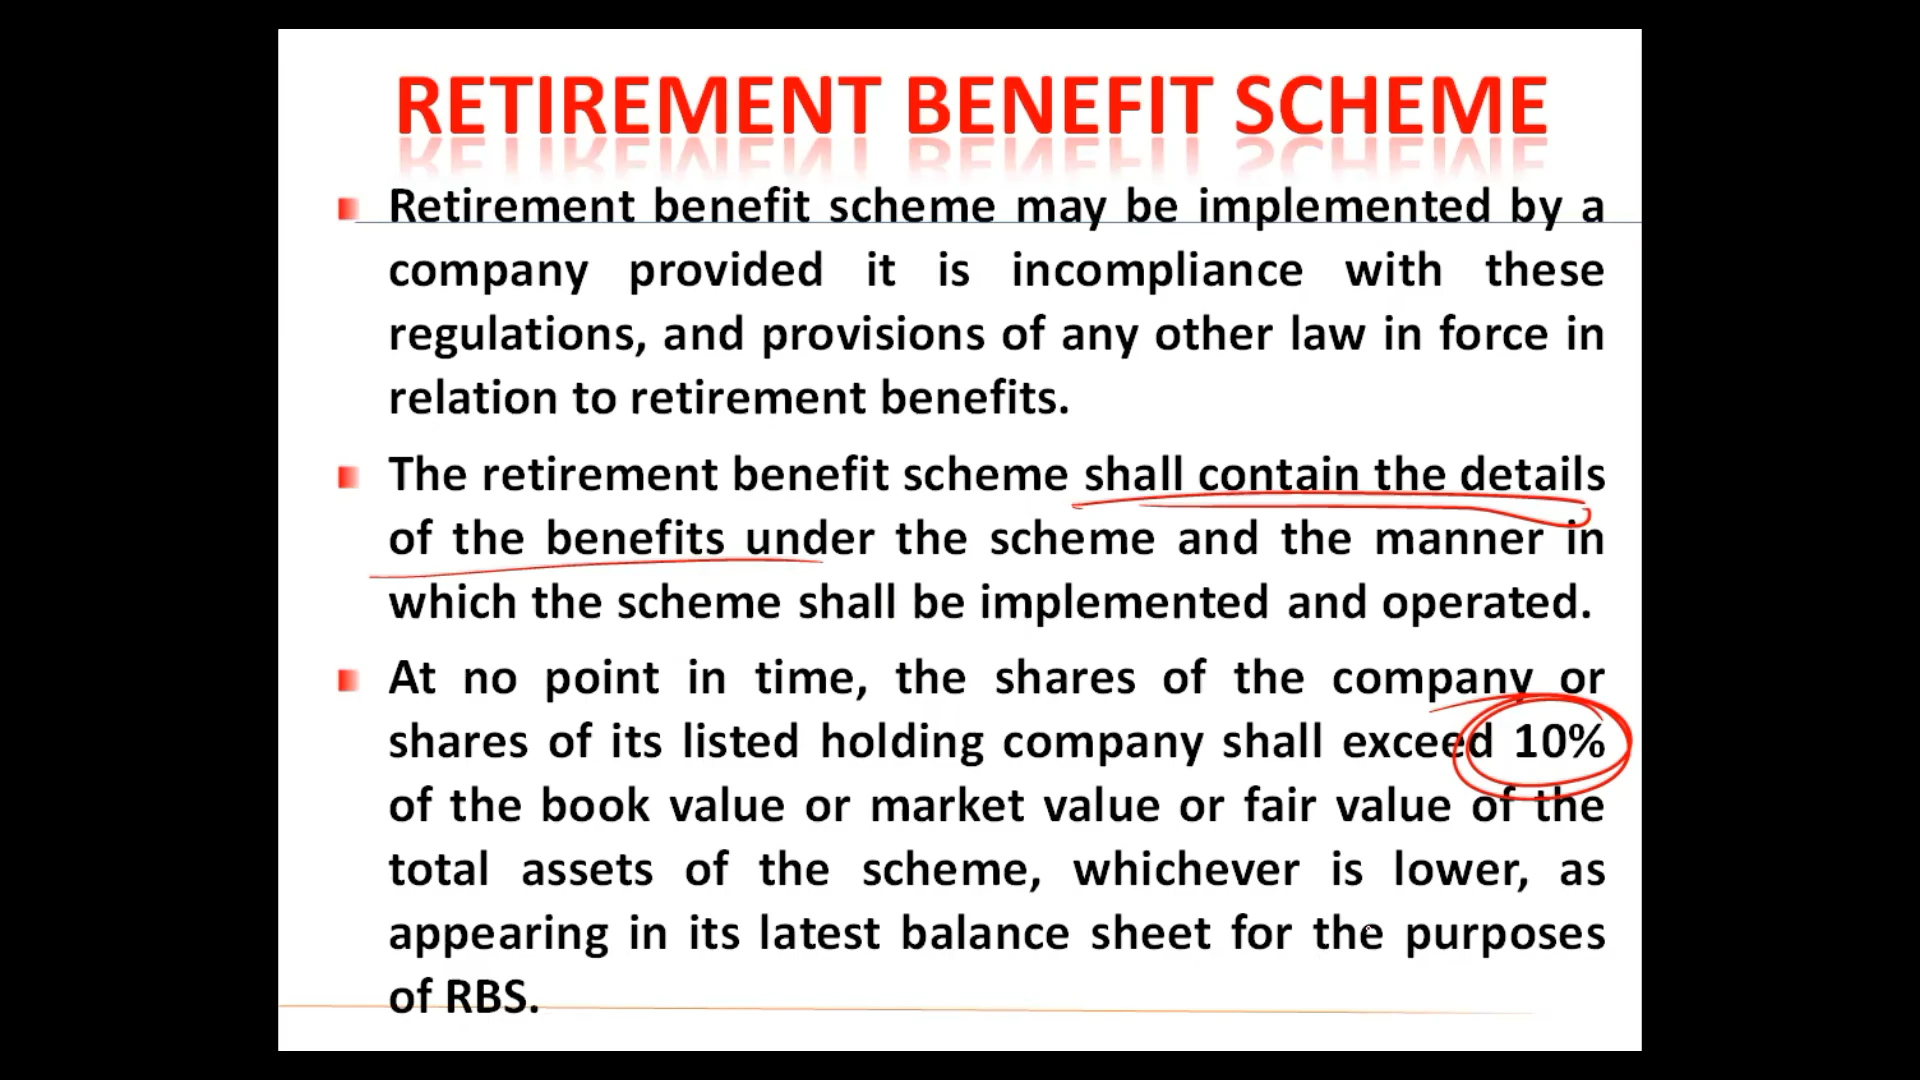 RETIREMENT BENEFIT SCHEME
Retirement benefit scheme may be implemented by a
company provided it is incompliance with these
regulations, and provisions of any other law in force in
relation to retirement benefits.
The retirement benefit scheme shall contain the details
of the benefits under the scheme and the manner in
which the scheme shall be implemented and operated.
At no point in time, the shares of the company or
shares of its listed holding company shall exceed 10%
of the book value or market value or fair value of the
total assets of the scheme, whichever is lower, as
appearing in its latest balance sheet for the purposes
of RBS.